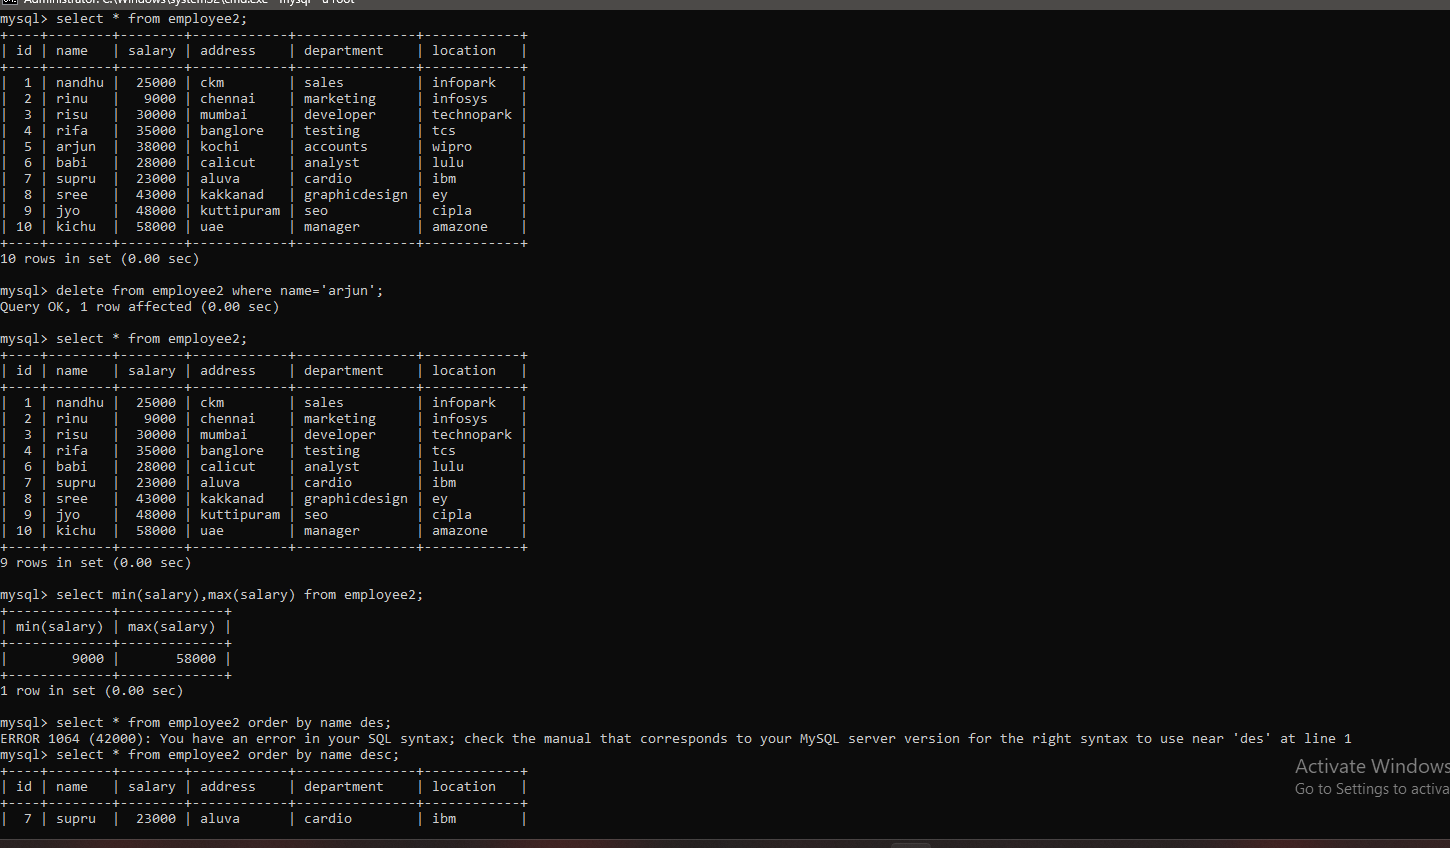 Administrator: C:\Windows\system32\cmd.exe - mysql -u root
mysql> select * from employee2;
+----+--------+--------+------------+---------------+------------+
| id | name   | salary | address    | department    | location   |
+----+--------+--------+------------+---------------+------------+
|  1 | nandhu |  25000 | ckm        | sales         | infopark   |
|  2 | rinu   |   9000 | chennai    | marketing     | infosys    |
|  3 | risu   |  30000 | mumbai     | developer     | technopark |
|  4 | rifa   |  35000 | banglore   | testing       | tcs        |
|  5 | arjun  |  38000 | kochi      | accounts      | wipro      |
|  6 | babi   |  28000 | calicut    | analyst       | lulu       |
|  7 | supru  |  23000 | aluva      | cardio        | ibm        |
|  8 | sree   |  43000 | kakkanad   | graphicdesign | ey         |
|  9 | jyo    |  48000 | kuttipuram | seo           | cipla      |
| 10 | kichu  |  58000 | uae        | manager       | amazone    |
+----+--------+--------+------------+---------------+------------+
10 rows in set (0.00 sec)
mysql> delete from employee2 where name='arjun';
Query OK, 1 row affected (0.00 sec)
mysql> select * from employee2;
+----+--------+--------+------------+---------------+------------+
| id | name   | salary | address    | department    | location   |
+----+--------+--------+------------+---------------+------------+
|  1 | nandhu |  25000 | ckm        | sales         | infopark   |
|  2 | rinu   |   9000 | chennai    | marketing     | infosys    |
|  3 | risu   |  30000 | mumbai     | developer     | technopark |
|  4 | rifa   |  35000 | banglore   | testing       | tcs        |
|  6 | babi   |  28000 | calicut    | analyst       | lulu       |
|  7 | supru  |  23000 | aluva      | cardio        | ibm        |
|  8 | sree   |  43000 | kakkanad   | graphicdesign | ey         |
|  9 | jyo    |  48000 | kuttipuram | seo           | cipla      |
| 10 | kichu  |  58000 | uae        | manager       | amazone    |
+----+--------+--------+------------+---------------+------------+
9 rows in set (0.00 sec)
mysql> select min(salary),max(salary) from employee2;
+-------------+-------------+
| min(salary) | max(salary) |
+-------------+-------------+
|        9000 |       58000 |
+-------------+-------------+
1 row in set (0.00 sec)
mysql> select * from employee2 order by name des;
ERROR 1064 (42000): You have an error in your SQL syntax; check the manual that corresponds to your MySQL server version for the right syntax to use near 'des' at line 1
mysql> select * from employee2 order by name desc;
+----+--------+--------+------------+---------------+------------+
| id | name   | salary | address    | department    | location   |
+----+--------+--------+------------+---------------+------------+
|  7 | supru  |  23000 | aluva      | cardio        | ibm        |
Activate Windows
Go to Settings to activa